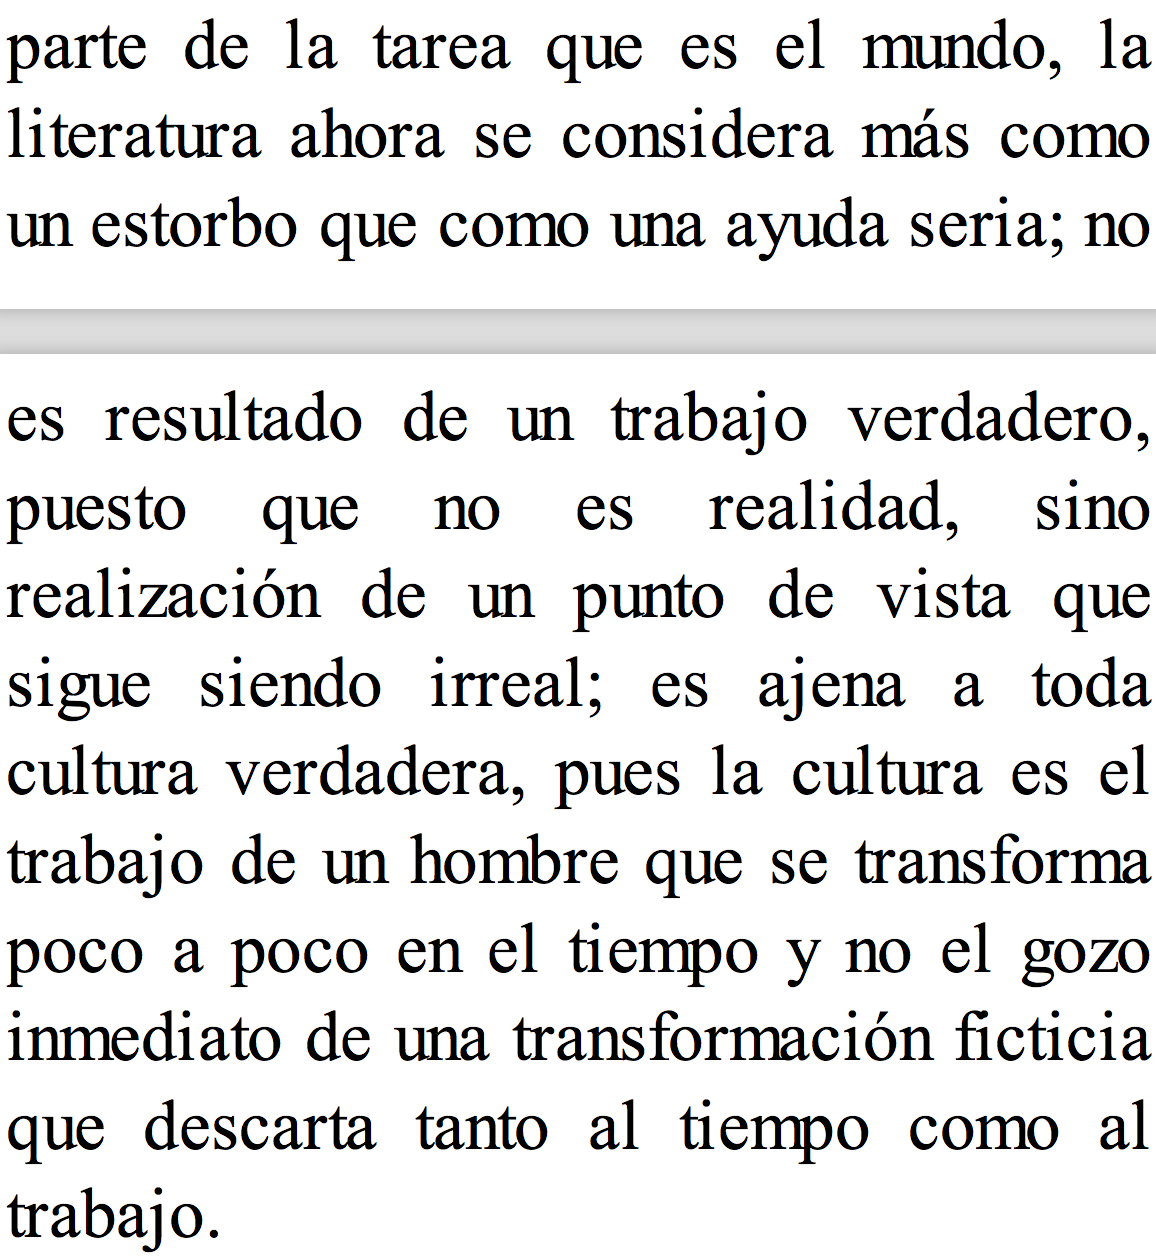 parte de la tarea que es el mundo, la
literatura ahora se considera más como
un estorbo que como una ayuda seria; no
es resultado de un trabajo verdadero,
puesto que no es realidad, sino
realización de un punto de vista que
sigue siendo irreal; es ajena a toda
cultura verdadera, pues la cultura es el
trabajo de un hombre que se transforma
poco a poco en el tiempo y no el gozo
inmediato de una transformación ficticia
que descarta tanto al tiempo como al
trabajo.